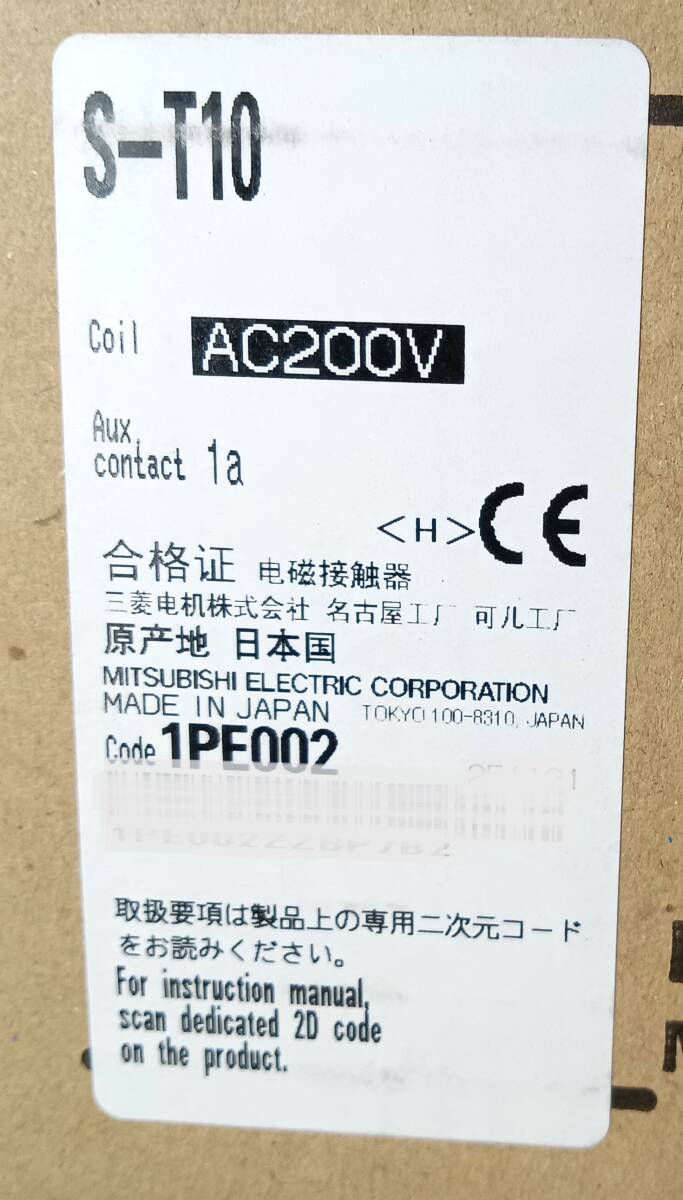 S-T10
Coil AC200V
Aux.
contact 1a
<H> CE
合格证 电磁接触器
三菱电机株式会社 名古屋工厂 可儿工厂
原产地 日本国
MITSUBISHI ELECTRIC CORPORATION
MADE IN JAPAN TOKYO 100-8310, JAPAN
Code 1PE002
取扱要項は製品上の専用二次元コード
をお読みください。
For instruction manual,
scan dedicated 2D code
on the product.